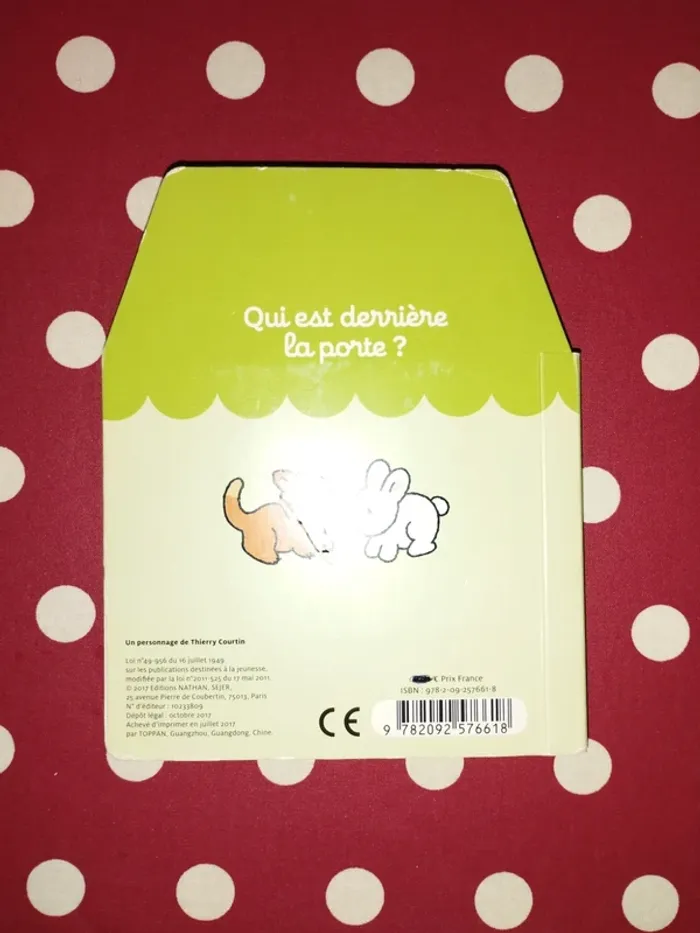 Qui est derrière
la porte ?
Un personnage de Thierry Courtin
Loi n°49-956 du 16 juillet 1949
sur les publications destinées à la jeunesse,
modifiée par la loi n°2011-525 du 17 mai 2011.
© 2017 Editions NATHAN, SEJER,
25 avenue Pierre de Coubertin, 75013, Paris
N° d'éditeur : 10233809
Dépôt légal : octobre 2017
Achevé d'imprimer en juillet 2017
par TOPPAN, Guangzhou, Guangdong, Chine.
CE
€ Prix France
ISBN : 978-2-09-257661-8
9 782092 576618